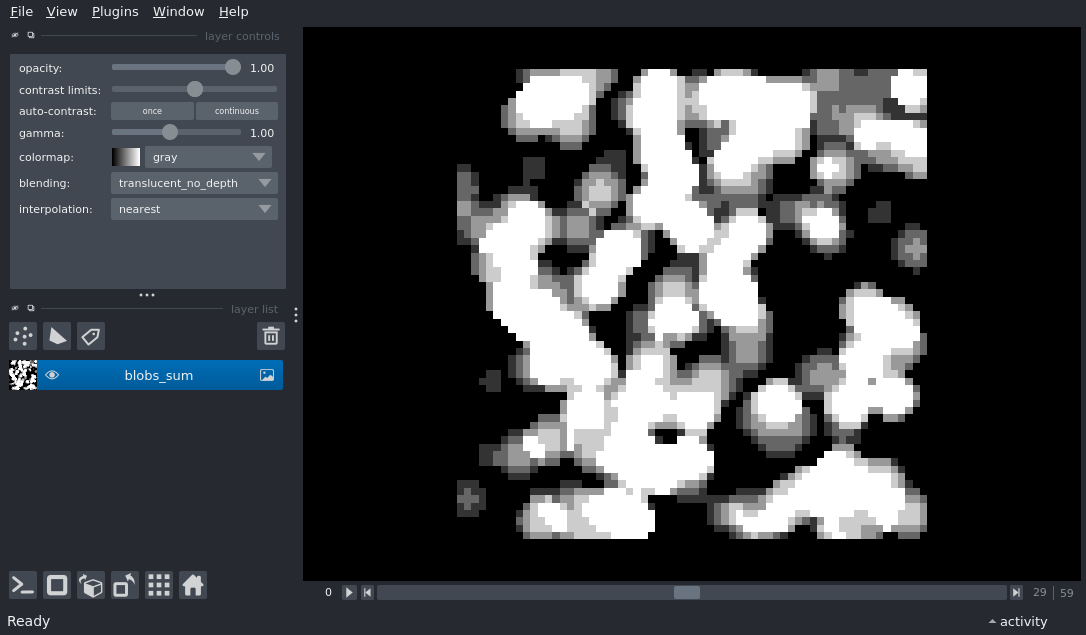 File View Plugins Window Help
layer controls
opacity: 1.00
contrast limits:
auto-contrast: once continuous
gamma: 1.00
colormap: gray
blending: translucent_no_depth
interpolation: nearest
layer list
blobs_sum
0 29 59
Ready activity